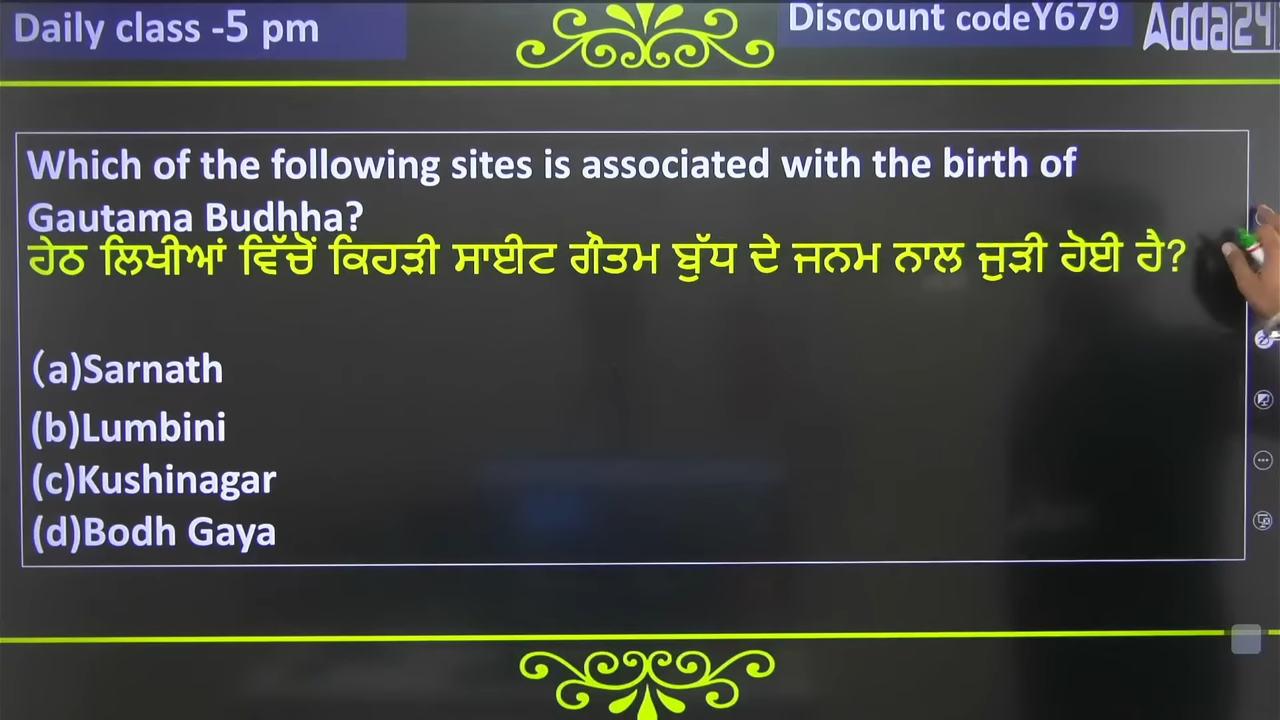 Daily class -5 pm
Discount codeY679
Adda24
Which of the following sites is associated with the birth of
Gautama Budhha?
ਹੇਠ ਲਿਖੀਆਂ ਵਿੱਚੋਂ ਕਿਹੜੀ ਸਾਈਟ ਗੌਤਮ ਬੁੱਧ ਦੇ ਜਨਮ ਨਾਲ ਜੁੜੀ ਹੋਈ ਹੈ?
(a)Sarnath
(b)Lumbini
(c)Kushinagar
(d)Bodh Gaya